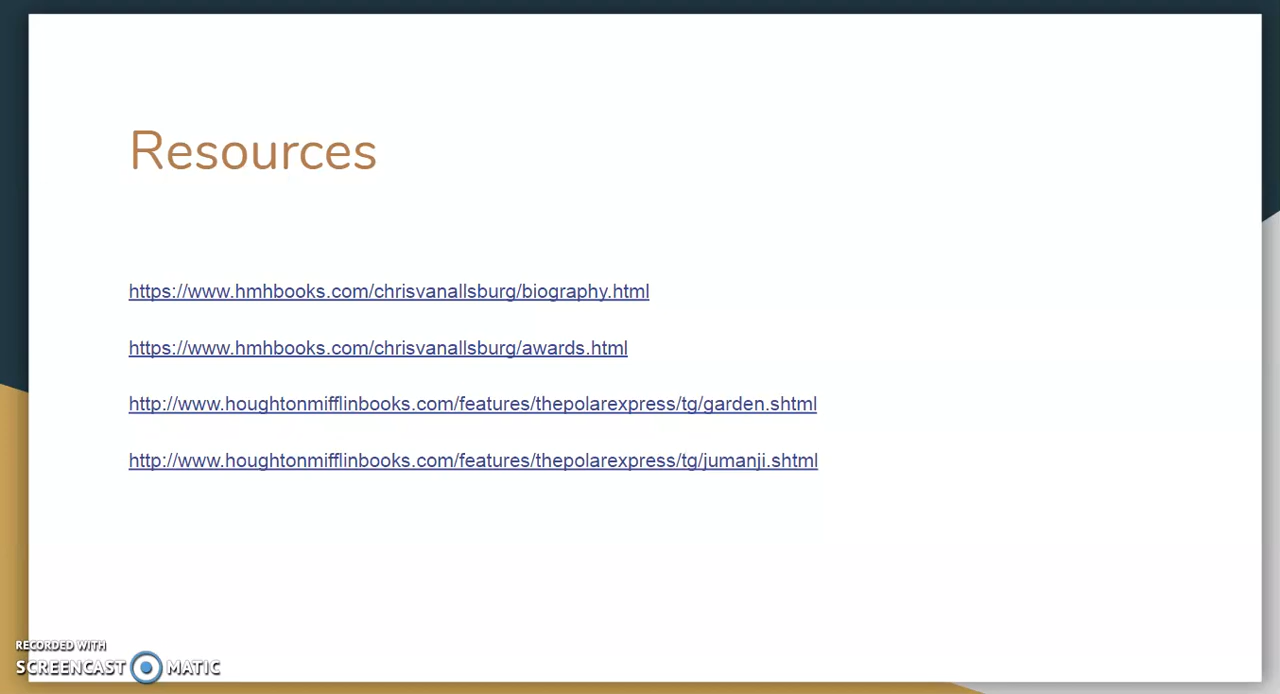 Resources
https://www.hmhbooks.com/chrisvanallsburg/biography.html
https://www.hmhbooks.com/chrisvanallsburg/awards.html
http://www.houghtonmifflinbooks.com/features/thepolarexpress/tg/garden.shtml
http://www.houghtonmifflinbooks.com/features/thepolarexpress/tg/jumanji.shtml
RECORDED WITH
SCREENCAST MATIC